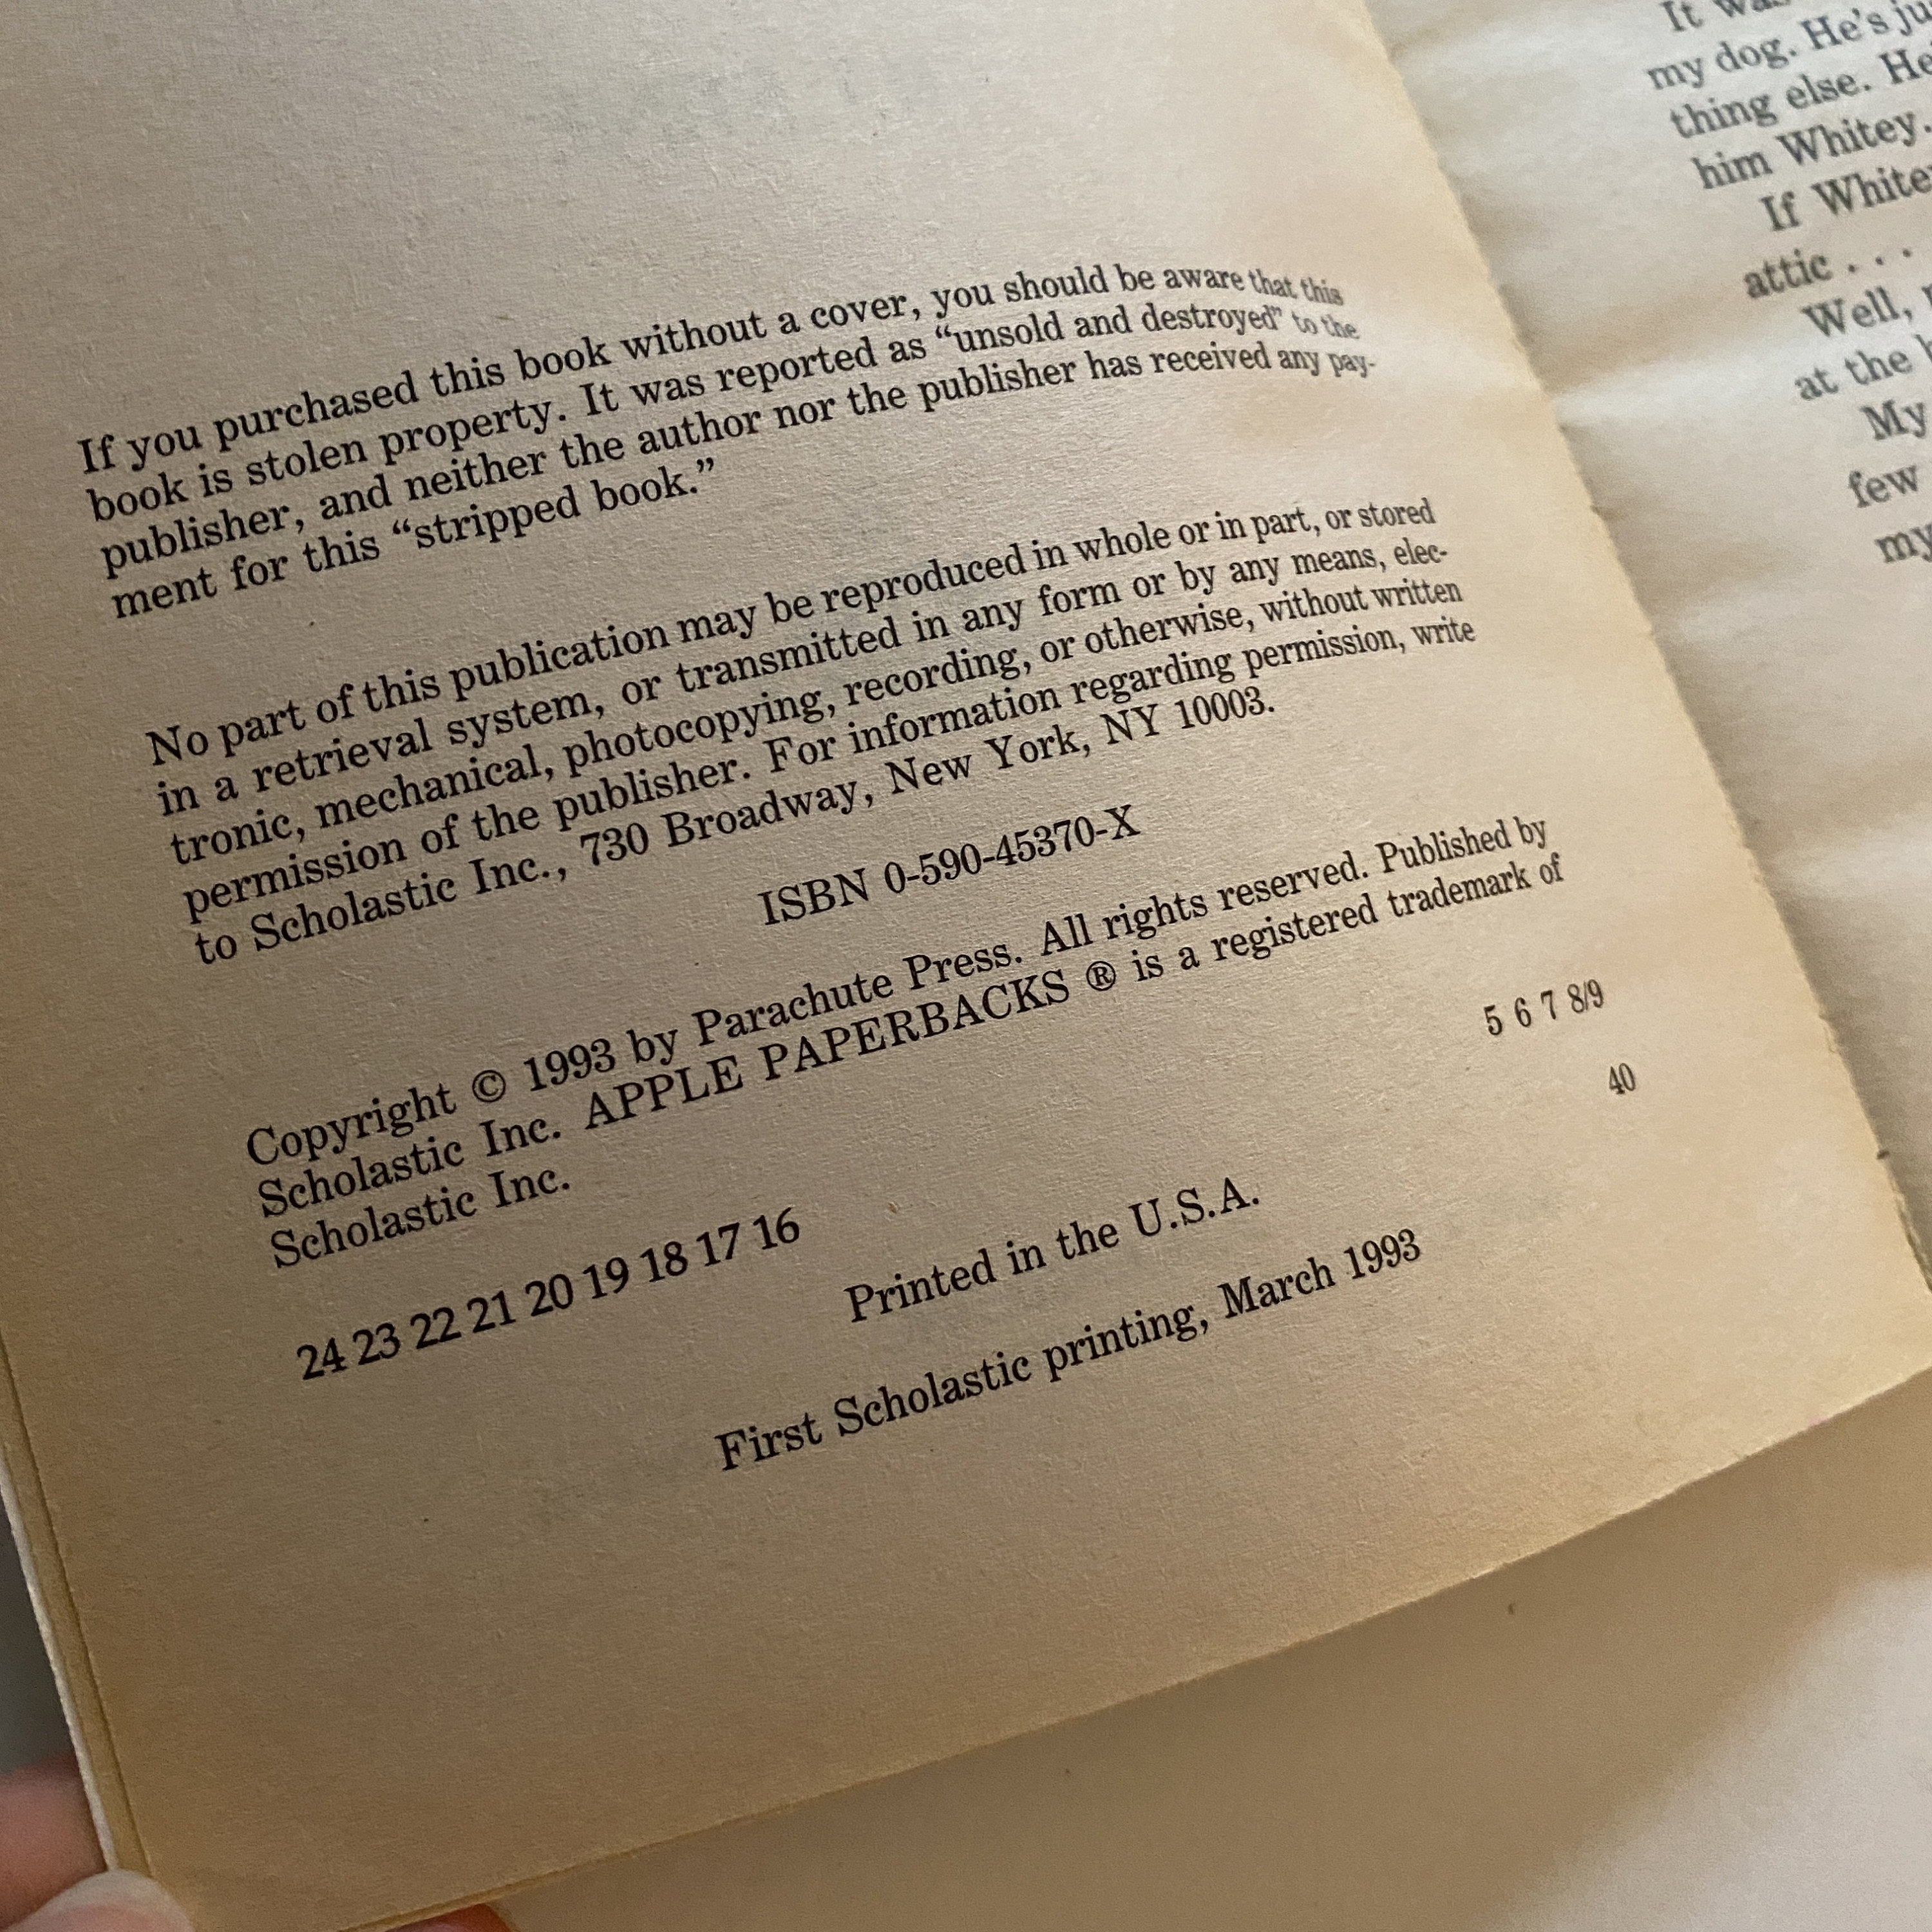 If you purchased this book without a cover, you should be aware that this
book is stolen property. It was reported as “unsold and destroyed” to the
publisher, and neither the author nor the publisher has received any pay-
ment for this “stripped book.”
No part of this publication may be reproduced in whole or in part, or stored
in a retrieval system, or transmitted in any form or by any means, elec-
tronic, mechanical, photocopying, recording, or otherwise, without written
permission of the publisher. For information regarding permission, write
to Scholastic Inc., 730 Broadway, New York, NY 10003.
ISBN 0-590-45370-X
Copyright © 1993 by Parachute Press. All rights reserved. Published by
Scholastic Inc. APPLE PAPERBACKS ® is a registered trademark of
Scholastic Inc.
24 23 22 21 20 19 18 17 16
5 6 7 8/9
Printed in the U.S.A.
40
First Scholastic printing, March 1993
It
my dog. He's
thing else.
him Whitey.
If
attic . . .
Well,
at the
My
few
my